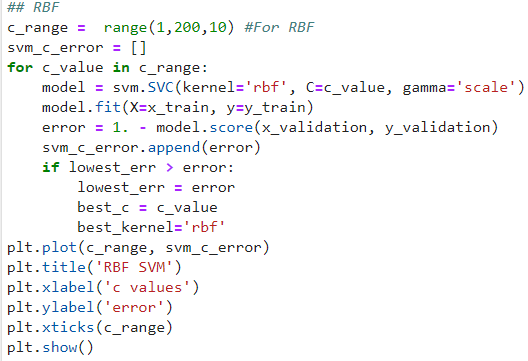 ## RBF
c_range =  range(1,200,10) #For RBF
svm_c_error = []
for c_value in c_range:
    model = svm.SVC(kernel='rbf', C=c_value, gamma='scale')
    model.fit(X=x_train, y=y_train)
    error = 1. - model.score(x_validation, y_validation)
    svm_c_error.append(error)
    if lowest_err > error:
        lowest_err = error
        best_c = c_value
        best_kernel='rbf'
plt.plot(c_range, svm_c_error)
plt.title('RBF SVM')
plt.xlabel('c values')
plt.ylabel('error')
plt.xticks(c_range)
plt.show()